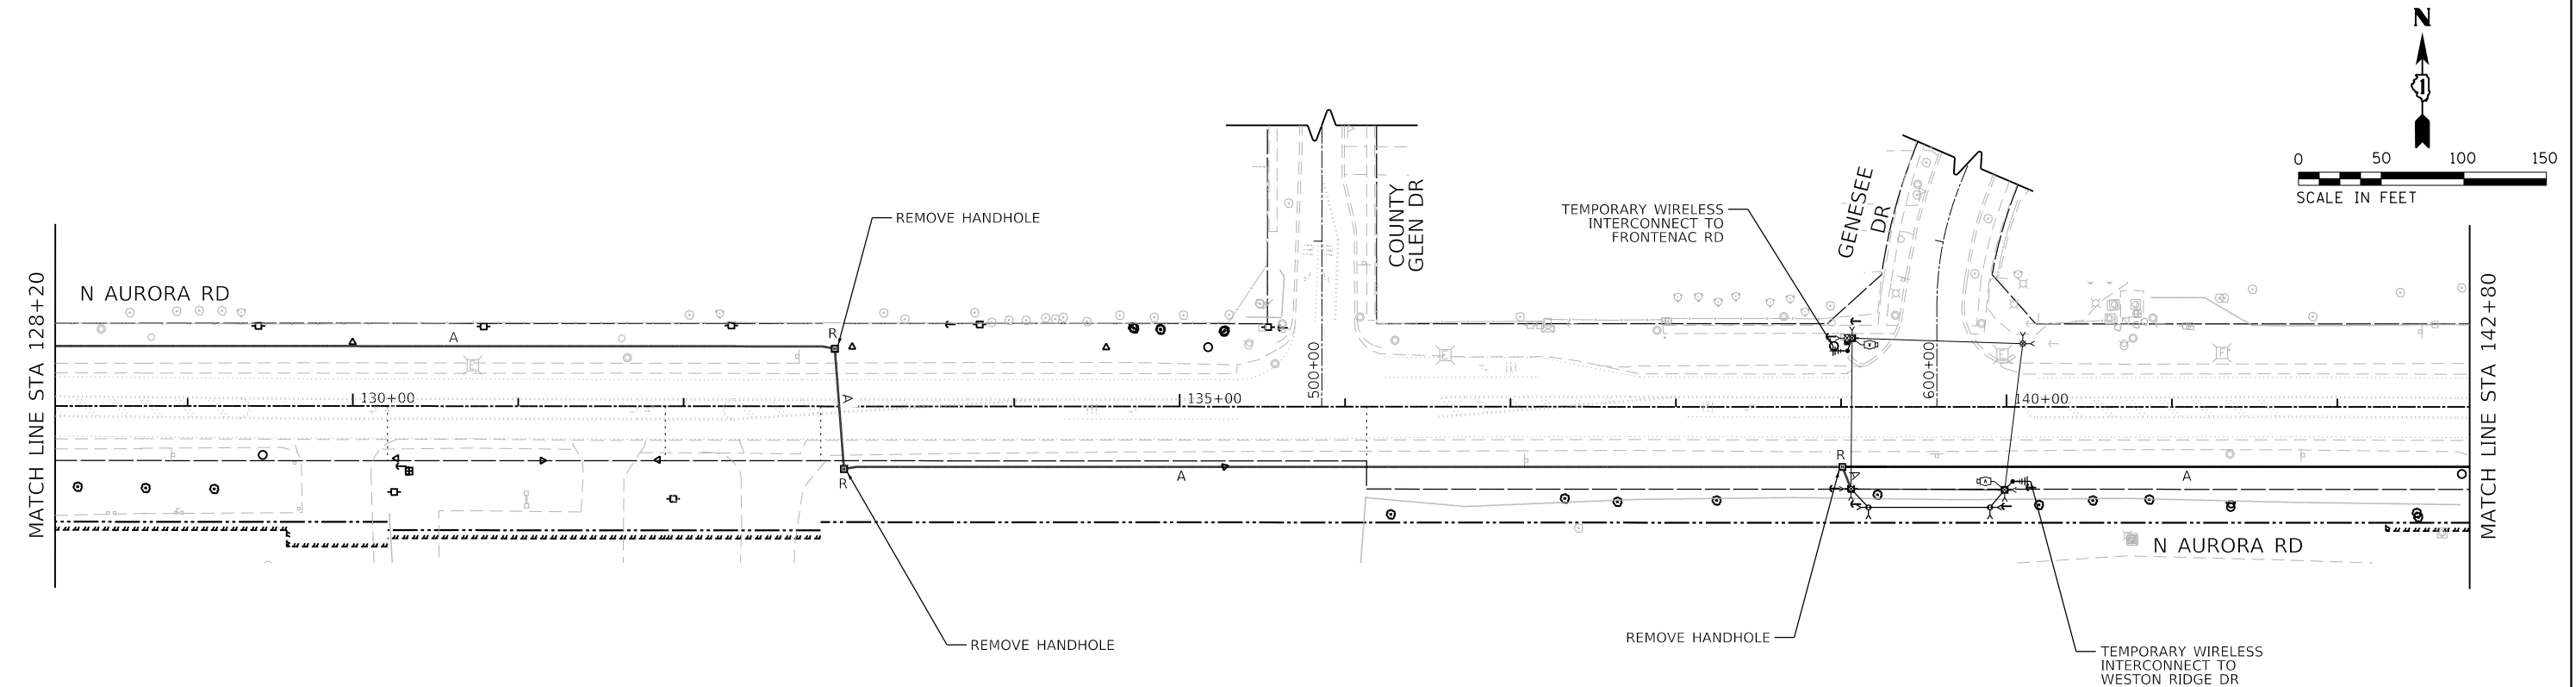 N
1
0 50 100 150
SCALE IN FEET
MATCH LINE STA 128+20
N AURORA RD
REMOVE HANDHOLE
COUNTY
GLEN DR
TEMPORARY WIRELESS
INTERCONNECT TO
FRONTENAC RD
GENESEE
DR
MATCH LINE STA 142+80
A
R
A
500+00
600+00
130+00
135+00
140+00
R
A
R
A
A
N AURORA RD
REMOVE HANDHOLE
REMOVE HANDHOLE
TEMPORARY WIRELESS
INTERCONNECT TO
WESTON RIDGE DR